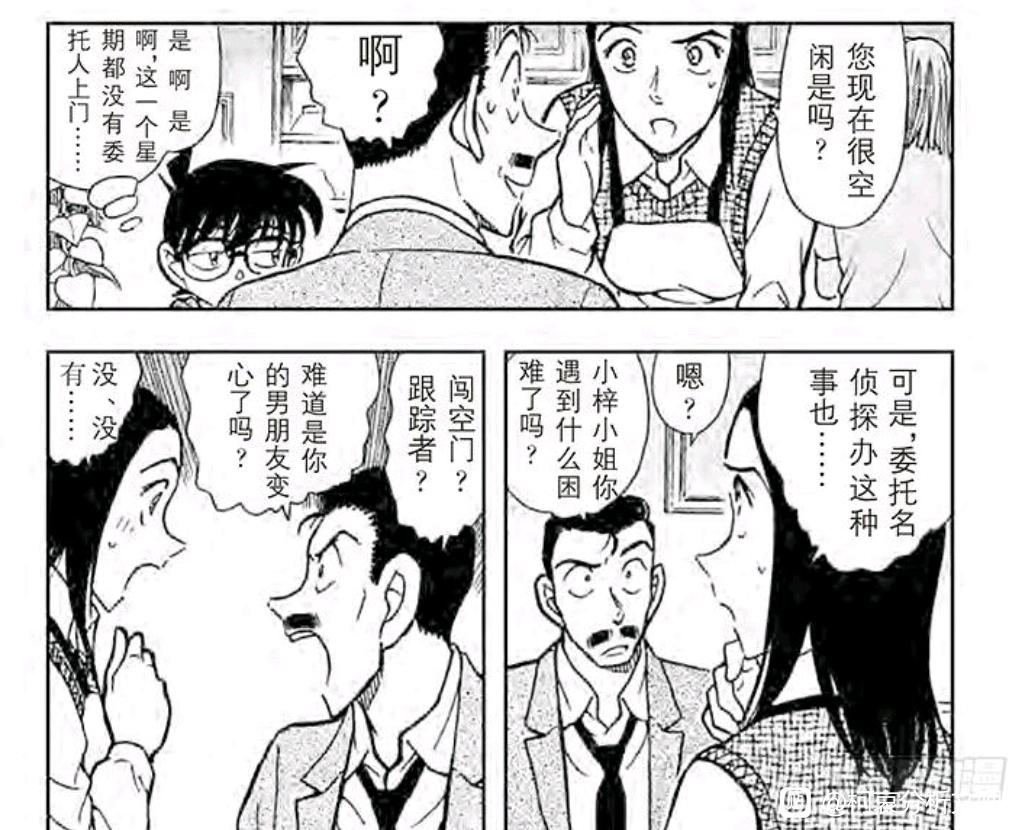 您现在很空
闲是吗？
啊？
是啊是
啊，这一个星
期都没有委
托人上门……
可是，委托名
侦探办这种
事也……
嗯？
小梓小姐你
遇到什么困
难了吗？
闯空门？
跟踪者？
难道是你
的男朋友变
心了吗？
没、没
有……